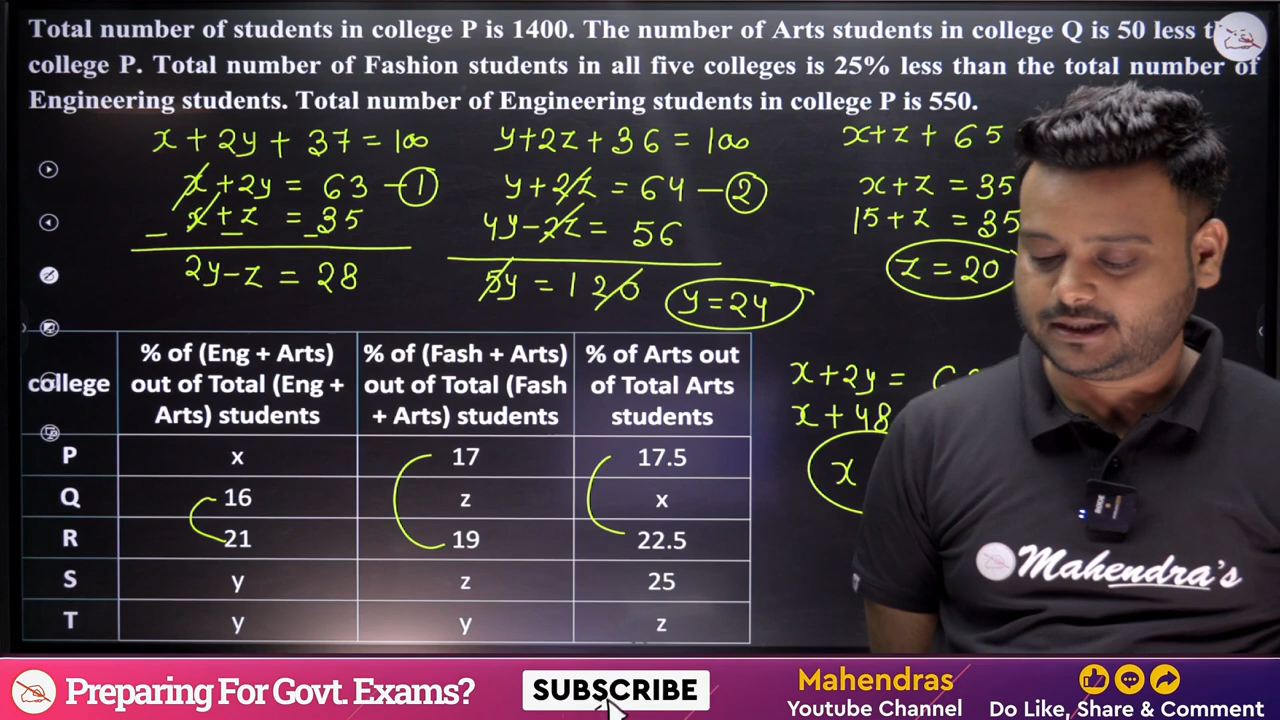 Total number of students in college P is 1400. The number of Arts students in college Q is 50 less
college P. Total number of Fashion students in all five colleges is 25% less than the total number of
Engineering students. Total number of Engineering students in college P is 550.
x + 2y + 37 = 100
y + 2z + 36 = 100
x + z + 65
x + 2y = 63 - ①
y + 2z = 64 - ②
x + z = 35
x + z = 35
4y - 2z = 56
15 + z = 35
2y - z = 28
5y = 120
y = 24
z = 20
x + 2y =
x + 48
x
college
% of (Eng + Arts) out of Total (Eng + Arts) students
% of (Fash + Arts) out of Total (Fash + Arts) students
% of Arts out of Total Arts students
P x 17 17.5
Q 16 z x
R 21 19 22.5
S y z 25
T y y z
Mahendra's
Preparing For Govt. Exams?
SUBSCRIBE
Mahendras
YouTube Channel
Do Like, Share & Comment